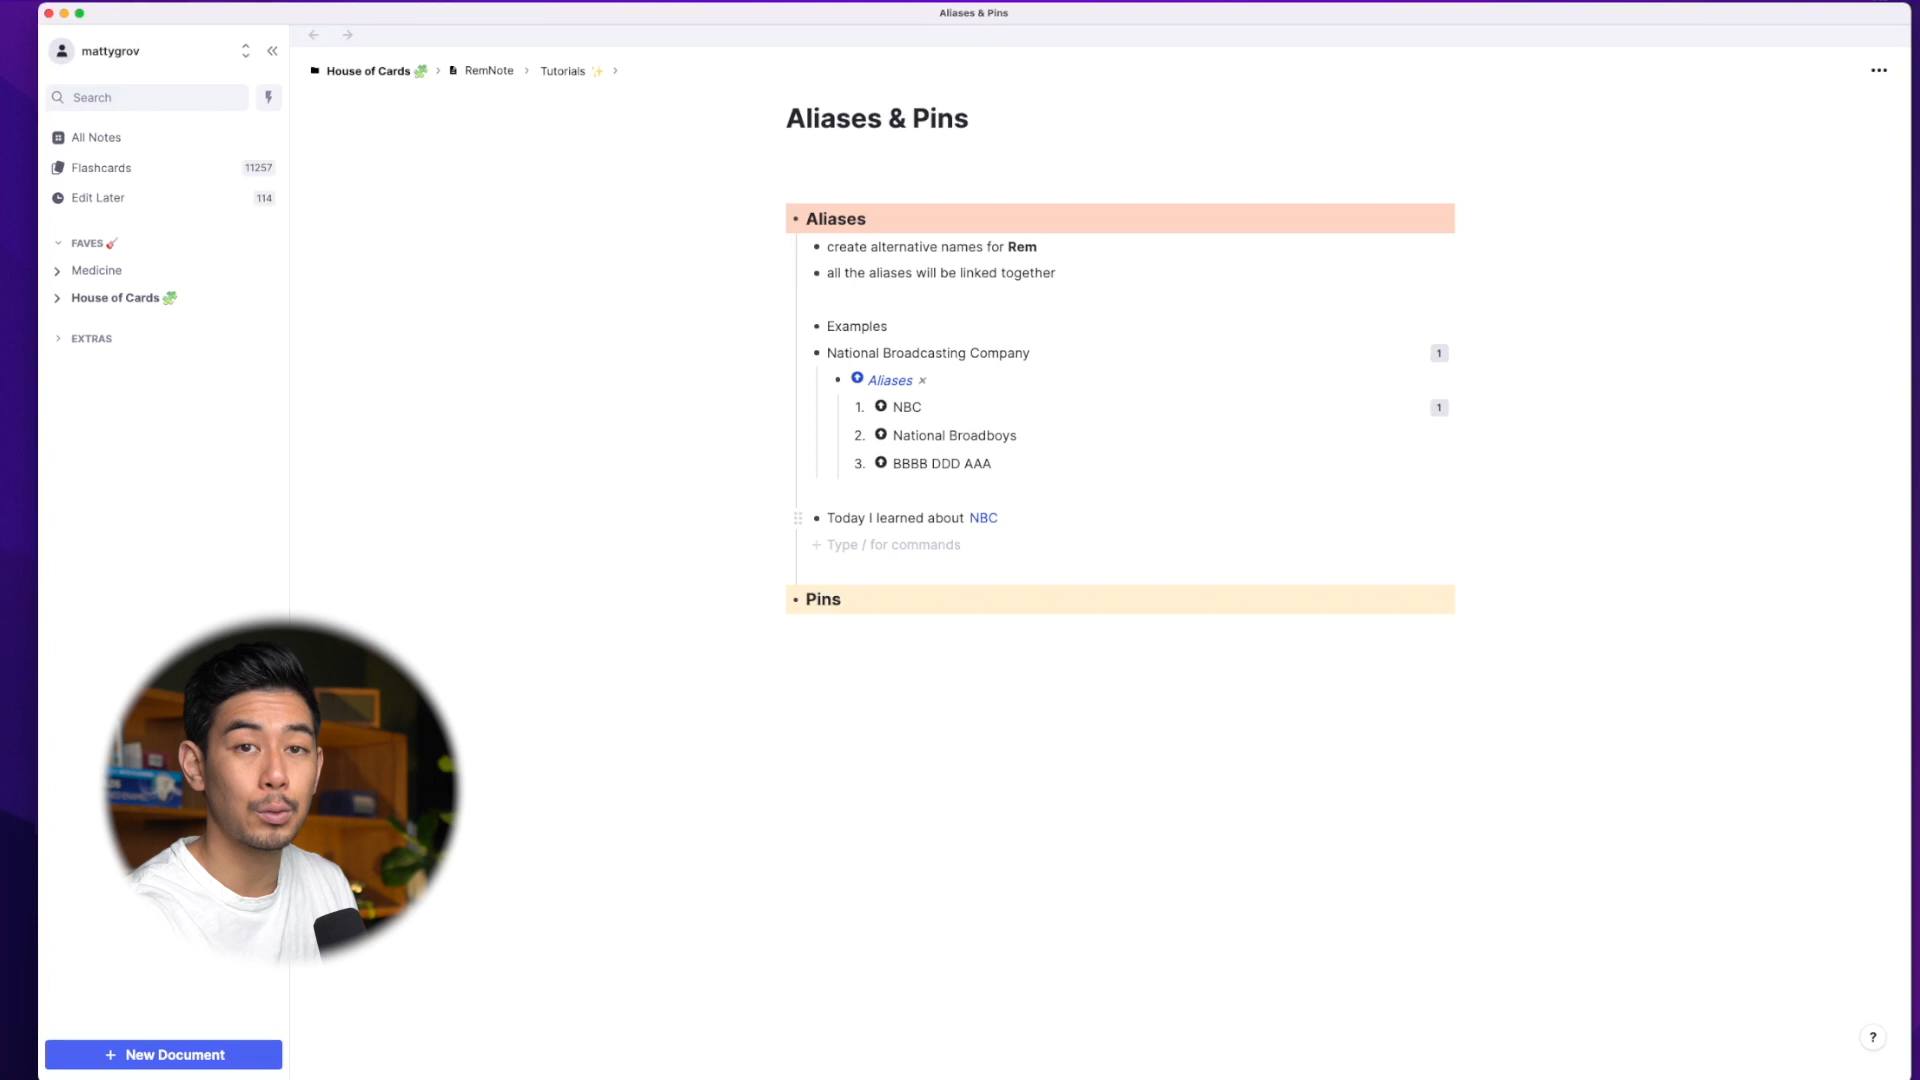 Aliases & Pins
mattygrov
House of Cards
RemNote
Tutorials
Search
All Notes
Flashcards 11257
Edit Later 114
FAVES
Medicine
House of Cards
EXTRAS
Aliases & Pins
Aliases
create alternative names for Rem
all the aliases will be linked together
Examples
National Broadcasting Company 1
Aliases ×
1. NBC 1
2. National Broadboys
3. BBBB DDD AAA
Today I learned about NBC
+ Type / for commands
Pins
+ New Document
?